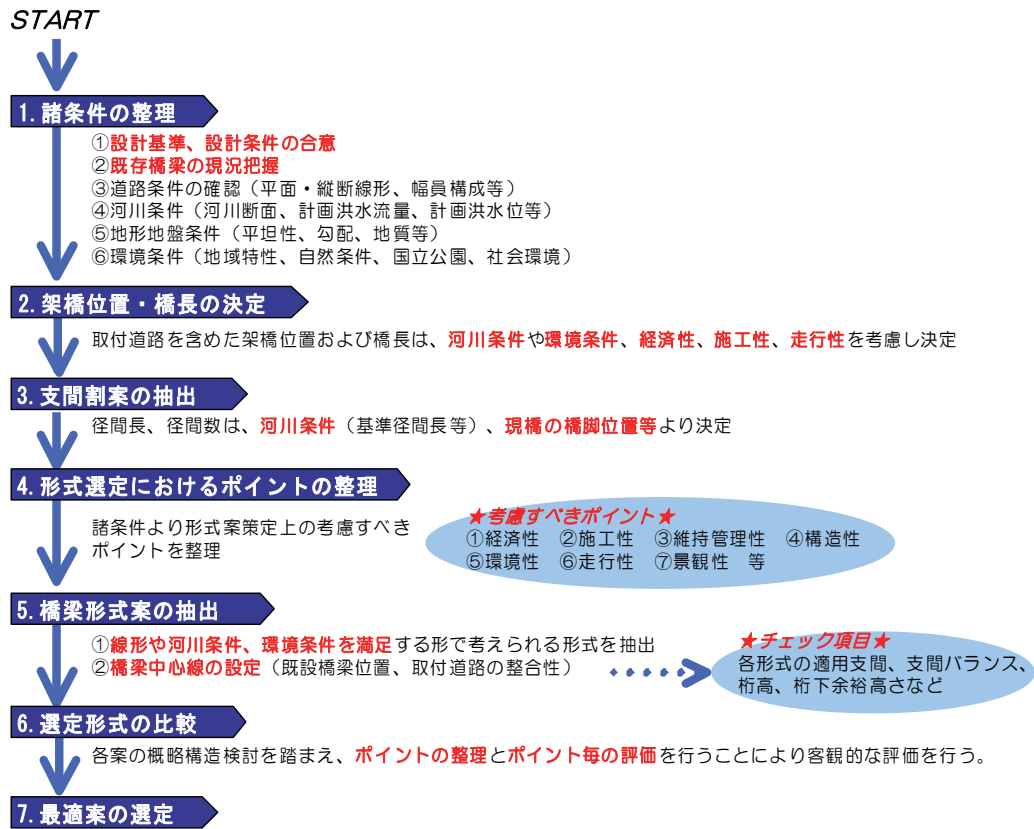 START
1.諸条件の整理
①設計基準、設計条件の合意
②既存橋梁の現況把握
③道路条件の確認（平面・縦断線形、幅員構成等）
④河川条件（河川断面、計画洪水流量、計画洪水位等）
⑤地形地盤条件（平坦性、勾配、地質等）
⑥環境条件（地域特性、自然条件、国立公園、社会環境）
2.架橋位置・橋長の決定
取付道路を含めた架橋位置および橋長は、河川条件や環境条件、経済性、施工性、走行性を考慮し決定
3.支間割案の抽出
径間長、径間数は、河川条件（基準径間長等）、現橋の橋脚位置等より決定
4.形式選定におけるポイントの整理
諸条件より形式案策定上の考慮すべき
ポイントを整理
★考慮すべきポイント★
①経済性　②施工性　③維持管理性　④構造性
⑤環境性　⑥走行性　⑦景観性　等
5.橋梁形式案の抽出
①線形や河川条件、環境条件を満足する形で考えられる形式を抽出
②橋梁中心線の設定（既設橋梁位置、取付道路の整合性）
★チェック項目★
各形式の適用支間、支間バランス、
桁高、桁下余裕高さなど
6.選定形式の比較
各案の概略構造検討を踏まえ、ポイントの整理とポイント毎の評価を行うことにより客観的な評価を行う。
7.最適案の選定